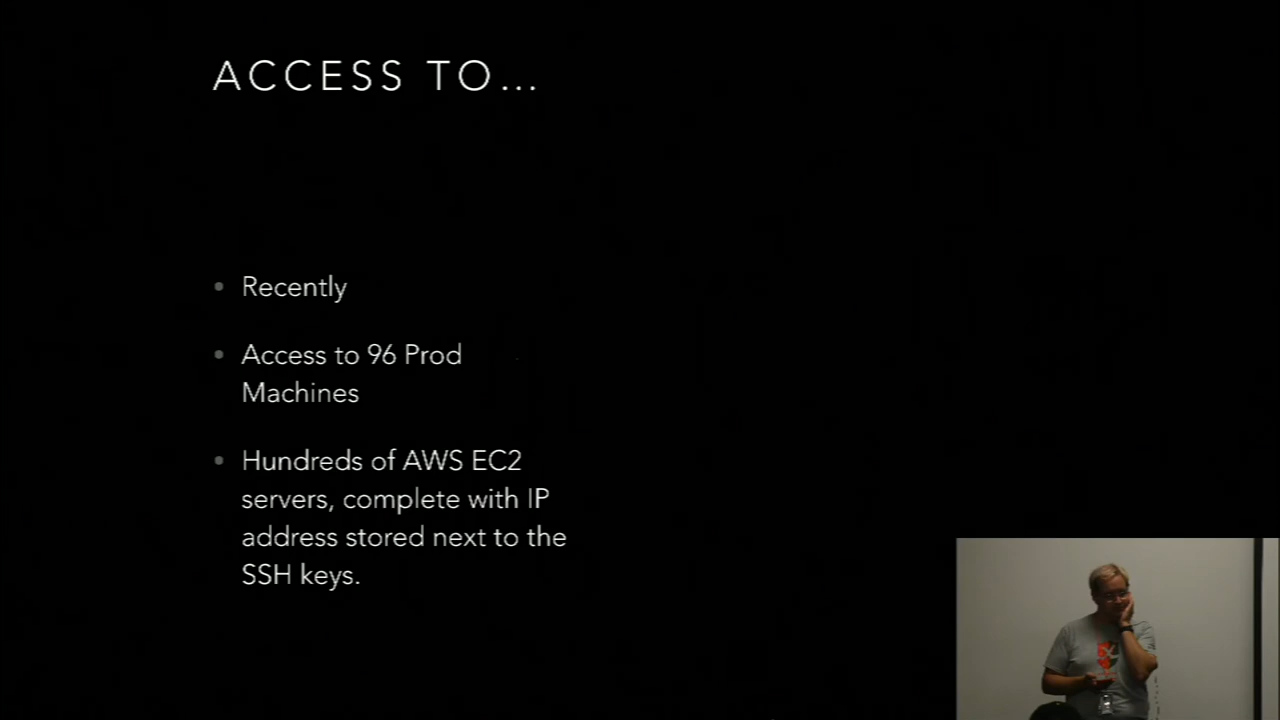 ACCESS TO...
• Recently
• Access to 96 Prod
Machines
• Hundreds of AWS EC2
servers, complete with IP
address stored next to the
SSH keys.